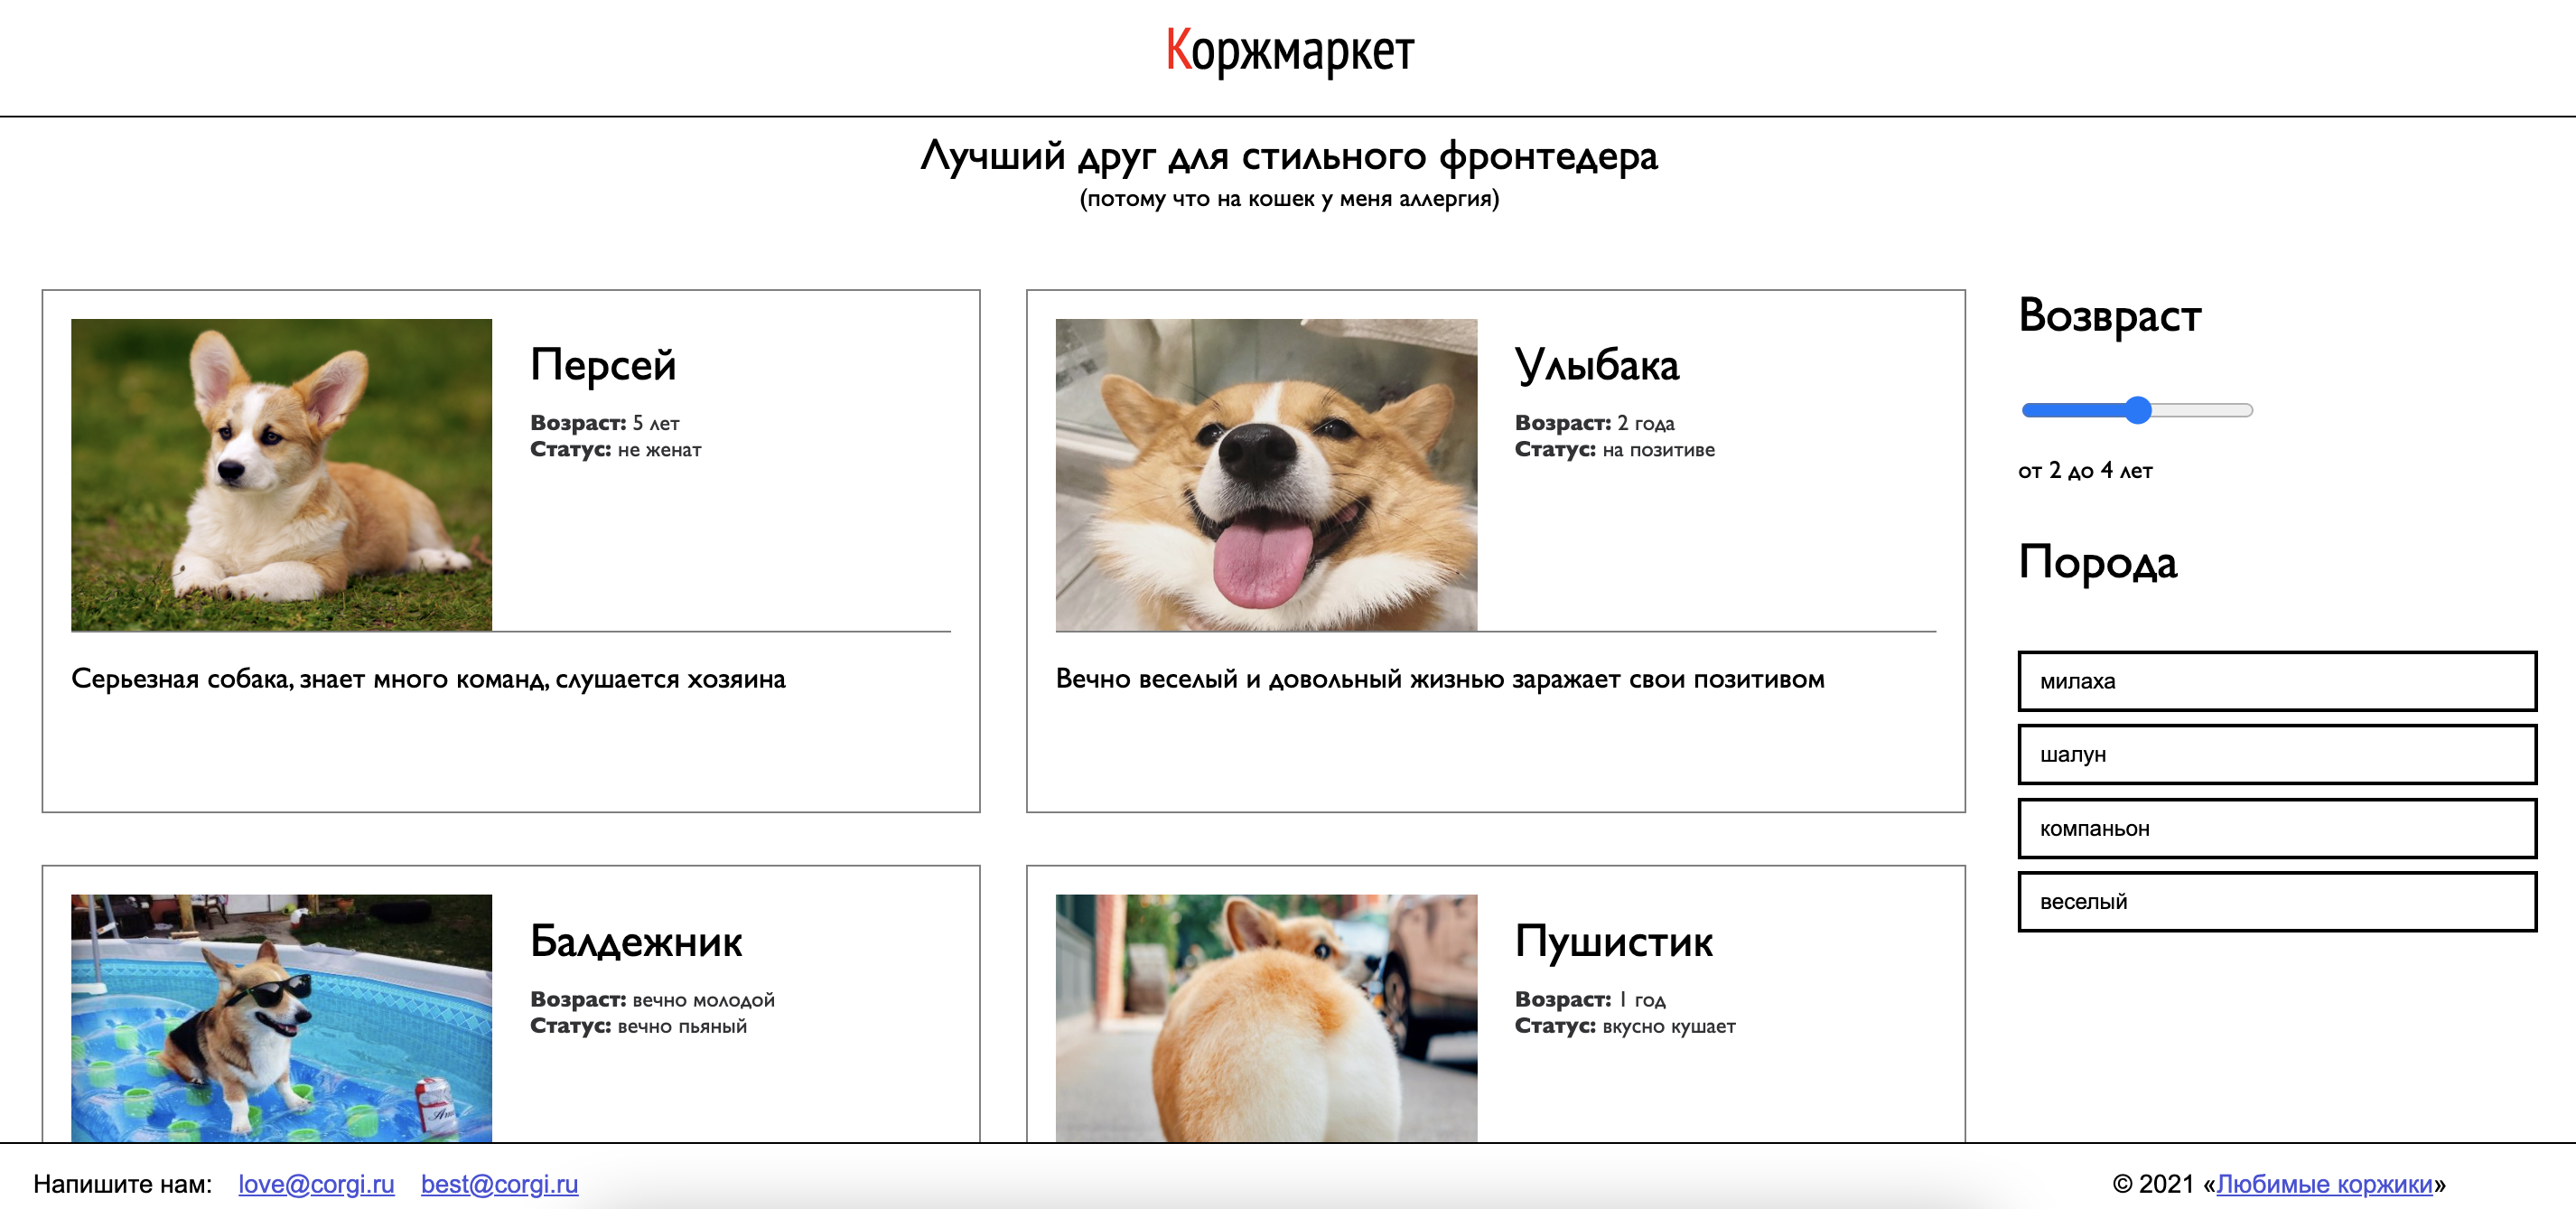 Коржмаркет
Лучший друг для стильного фронтедера
(потому что на кошек у меня аллергия)
Персей
Возраст: 5 лет
Статус: не женат
Серьезная собака, знает много команд, слушается хозяина
Улыбака
Возраст: 2 года
Статус: на позитиве
Вечно веселый и довольный жизнью заражает свои позитивом
Возвраст
от 2 до 4 лет
Порода
милаха
шалун
компаньон
веселый
Балдежник
Возраст: вечно молодой
Статус: вечно пьяный
Пушистик
Возраст: 1 год
Статус: вкусно кушает
Напишите нам: love@corgi.ru best@corgi.ru
© 2021 «Любимые коржики»